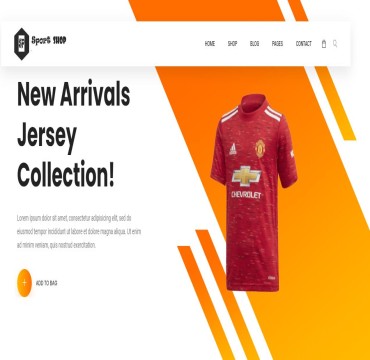 SP
Sport SHOP
HOME SHOP BLOG PAGES CONTACT
New Arrivals
Jersey
Collection!
Lorem ipsum dolor sit amet, consectetur adipisicing elit, sed do
eiusmod tempor incididunt ut labore et dolore magna aliqua. Ut enim
ad minim veniam, quis nostrud exercitation.
+ ADD TO BAG
adidas
CHEVROLET